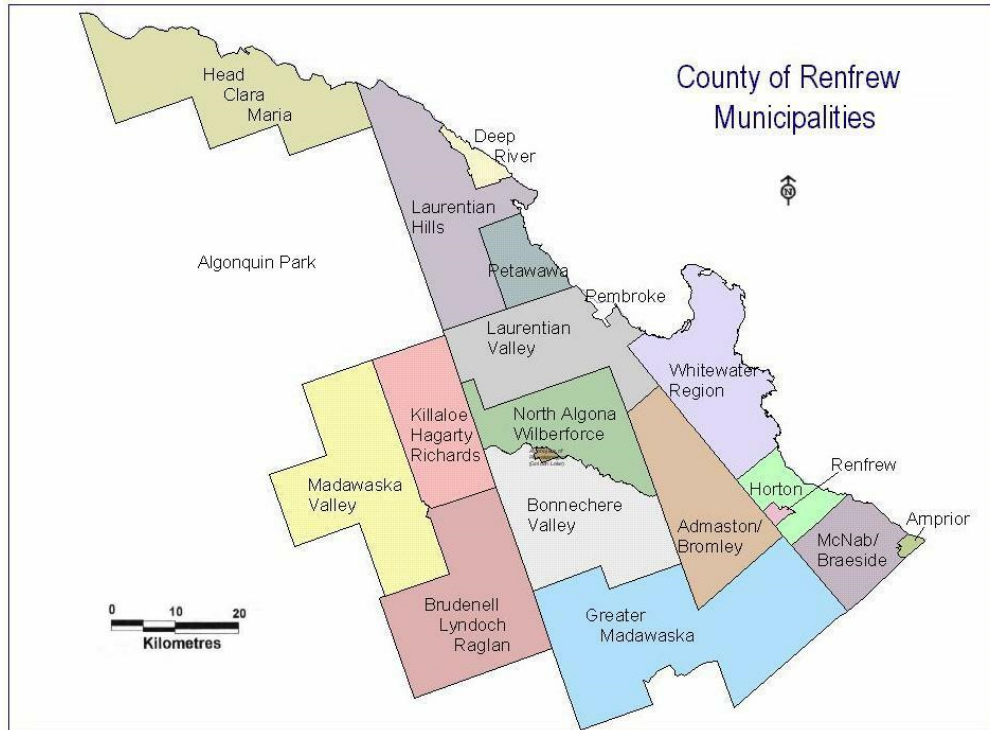 County of Renfrew
Municipalities
N
Head
Clara
Maria
Deep
River
Laurentian
Hills
Algonquin Park
Petawawa
Pembroke
Laurentian
Valley
Whitewater
Region
Killaloe
Hagarty
Richards
North Algona
Wilberforce
(Golden Lake)
Madawaska
Valley
Renfrew
Horton
Bonnechere
Valley
Admaston/
Bromley
Arnprior
McNab/
Braeside
0 10 20
Kilometres
Brudenell
Lyndoch
Raglan
Greater
Madawaska